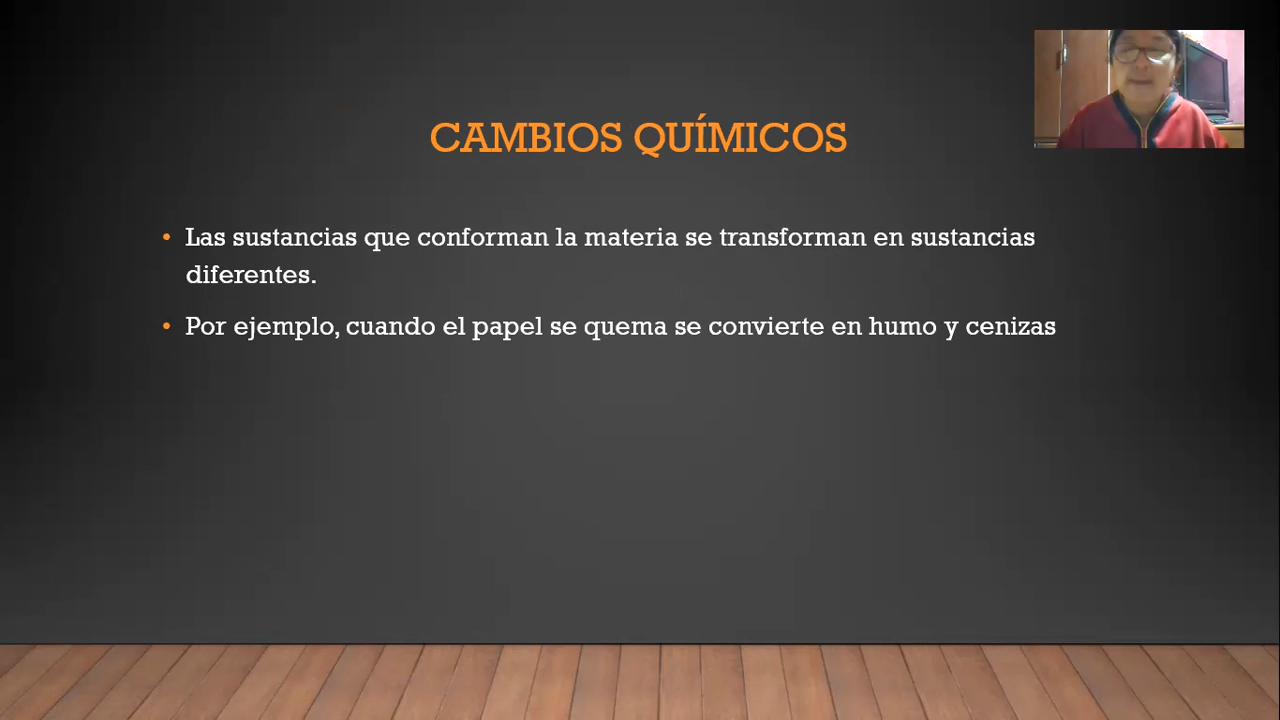 CAMBIOS QUÍMICOS
• Las sustancias que conforman la materia se transforman en sustancias
diferentes.
• Por ejemplo, cuando el papel se quema se convierte en humo y cenizas